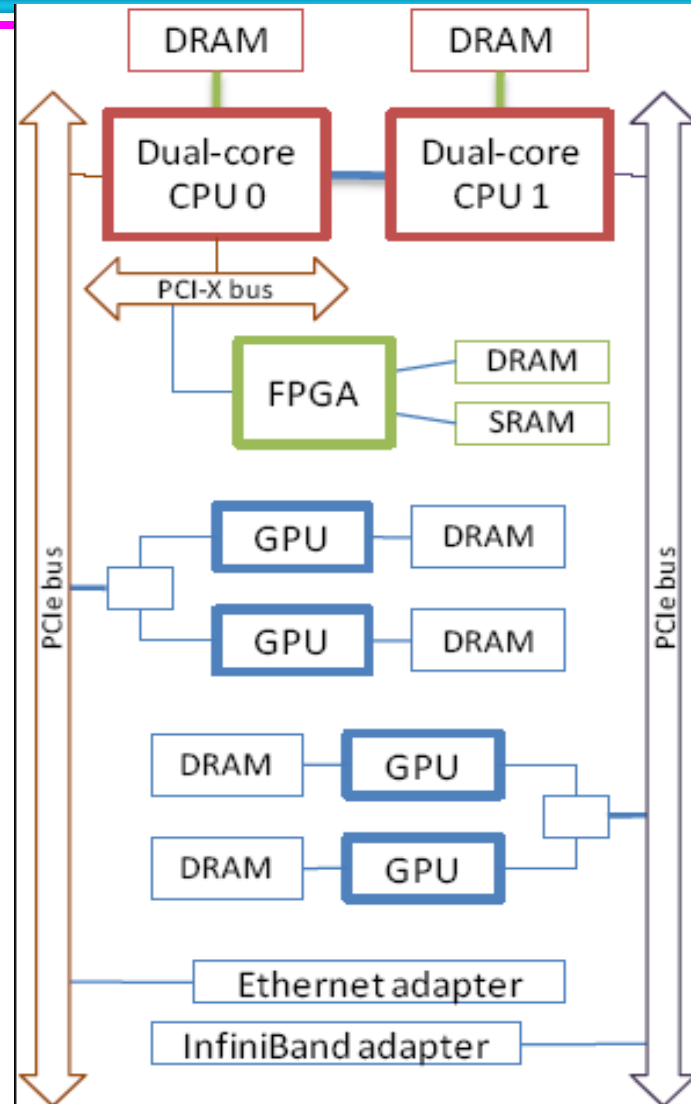 DRAM
DRAM
Dual-core
CPU 0
Dual-core
CPU 1
PCI-X bus
FPGA
DRAM
SRAM
GPU
DRAM
PCIe bus
PCIe bus
GPU
DRAM
DRAM
GPU
DRAM
GPU
Ethernet adapter
InfiniBand adapter